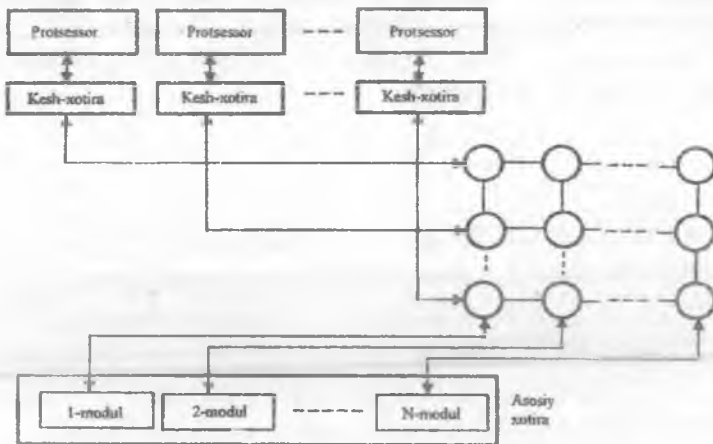 Protsessor Protsessor Protsessor
Kesh-xotira Kesh-xotira Kesh-xotira
1-modul 2-modul N-modul
Asosiy
xotira